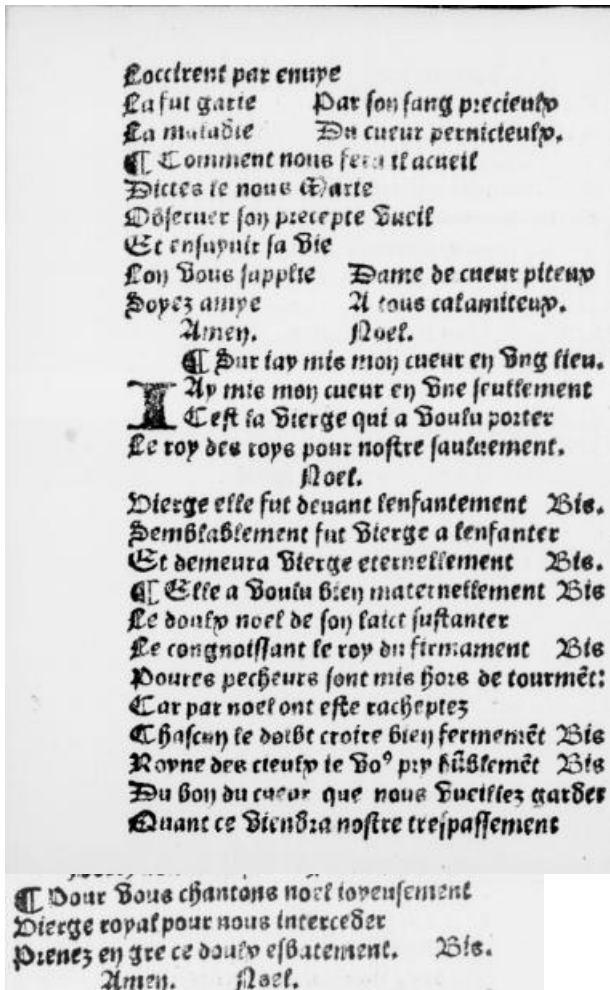 Loccirent par enuye
La fut garie Par son sang precieulx
La maladie Du cueur pernicieulx.
¶ Comment nous fera il acueil
Dictes le nous Marie
Obseruer son precepte vueil
Et ensuyuir sa vie
Lon vous supplie Dame de cueur piteux
Soyez amye A tous calamiteux.
Amen. Noel.
¶ Sur iay mis mon cueur en vng lieu.
IAy mis mon cueur en vne seullement
Cest la vierge qui a voulu porter
Le roy des roys pour nostre sauluement.
Noel.
Vierge elle fut deuant lenfantement Bis.
Semblablement fut vierge a lenfanter
Et demeura vierge eternellement Bis.
¶ Elle a voulu bien maternellement Bis
Le doulx noel de son laict sustanter
Le congnoissant le roy du firmament Bis
Poures pecheurs sont mis hors de tourmēt:
Car par noel ont este racheptez
Chascun le doibt croire bien fermemēt Bis
Royne des cieulx ie voꝰ pry hūblemēt Bis
Du bon du cueur que nous vueillez garder
Quant ce viendra nostre trespassement
¶ Pour vous chantons noel ioyeusement
Vierge royal pour nous interceder
Prenez en gre ce doulx esbatement. Bis.
Amen. Noel.